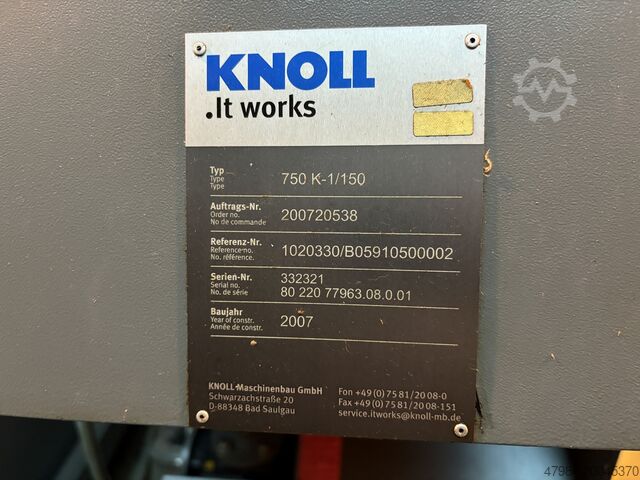 KNOLL
.It works
Typ
Type
Type
750 K-1/150
Auftrags-Nr.
Order no.
No de commande
200720538
Referenz-Nr.
Reference-no.
No. référence.
1020330/B05910500002
Serien-Nr.
Serial no.
No. de série
332321
80 220 77963.08.0.01
Baujahr
Year of constr.
Année de constr.
2007
KNOLL Maschinenbau GmbH
Schwarzachstraße 20
D-88348 Bad Saulgau
Fon +49 (0) 75 81/20 08-0
Fax +49 (0) 75 81/20 08-151
service.itworks@knoll-mb.de